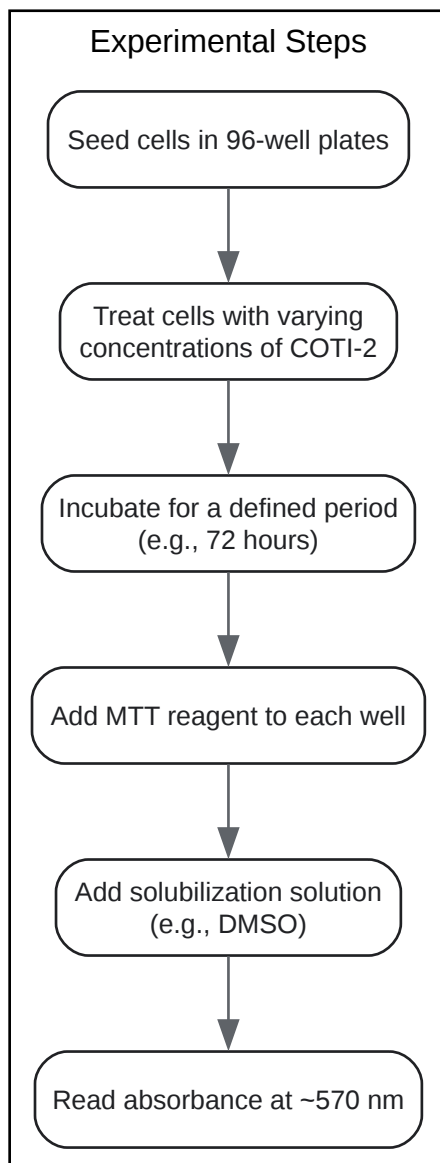 Experimental Steps
Seed cells in 96-well plates
Treat cells with varying
concentrations of COTI-2
Incubate for a defined period
(e.g., 72 hours)
Add MTT reagent to each well
Add solubilization solution
(e.g., DMSO)
Read absorbance at ~570 nm